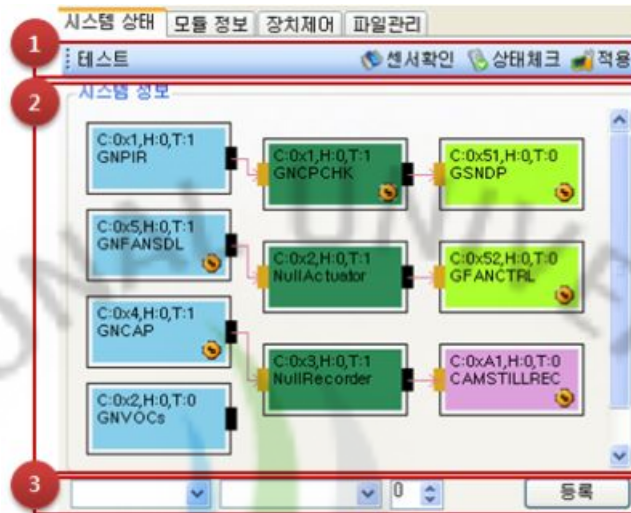 시스템 상태 모듈 정보 장치제어 파일관리
1
테스트 센서확인 상태체크 적용
2
시스템 정보
C:0x1,H:0,T:1
GNPIR
C:0x1,H:0,T:1
GNCPCHK
C:0x51,H:0,T:0
GSNDP
C:0x5,H:0,T:1
GNFANSDL
C:0x2,H:0,T:1
NullActuator
C:0x52,H:0,T:0
GFANCTRL
C:0x4,H:0,T:1
GNCAP
C:0x3,H:0,T:1
NullRecorder
C:0xA1,H:0,T:0
CAMSTILLREC
C:0x2,H:0,T:0
GNVOCs
3
0 등록